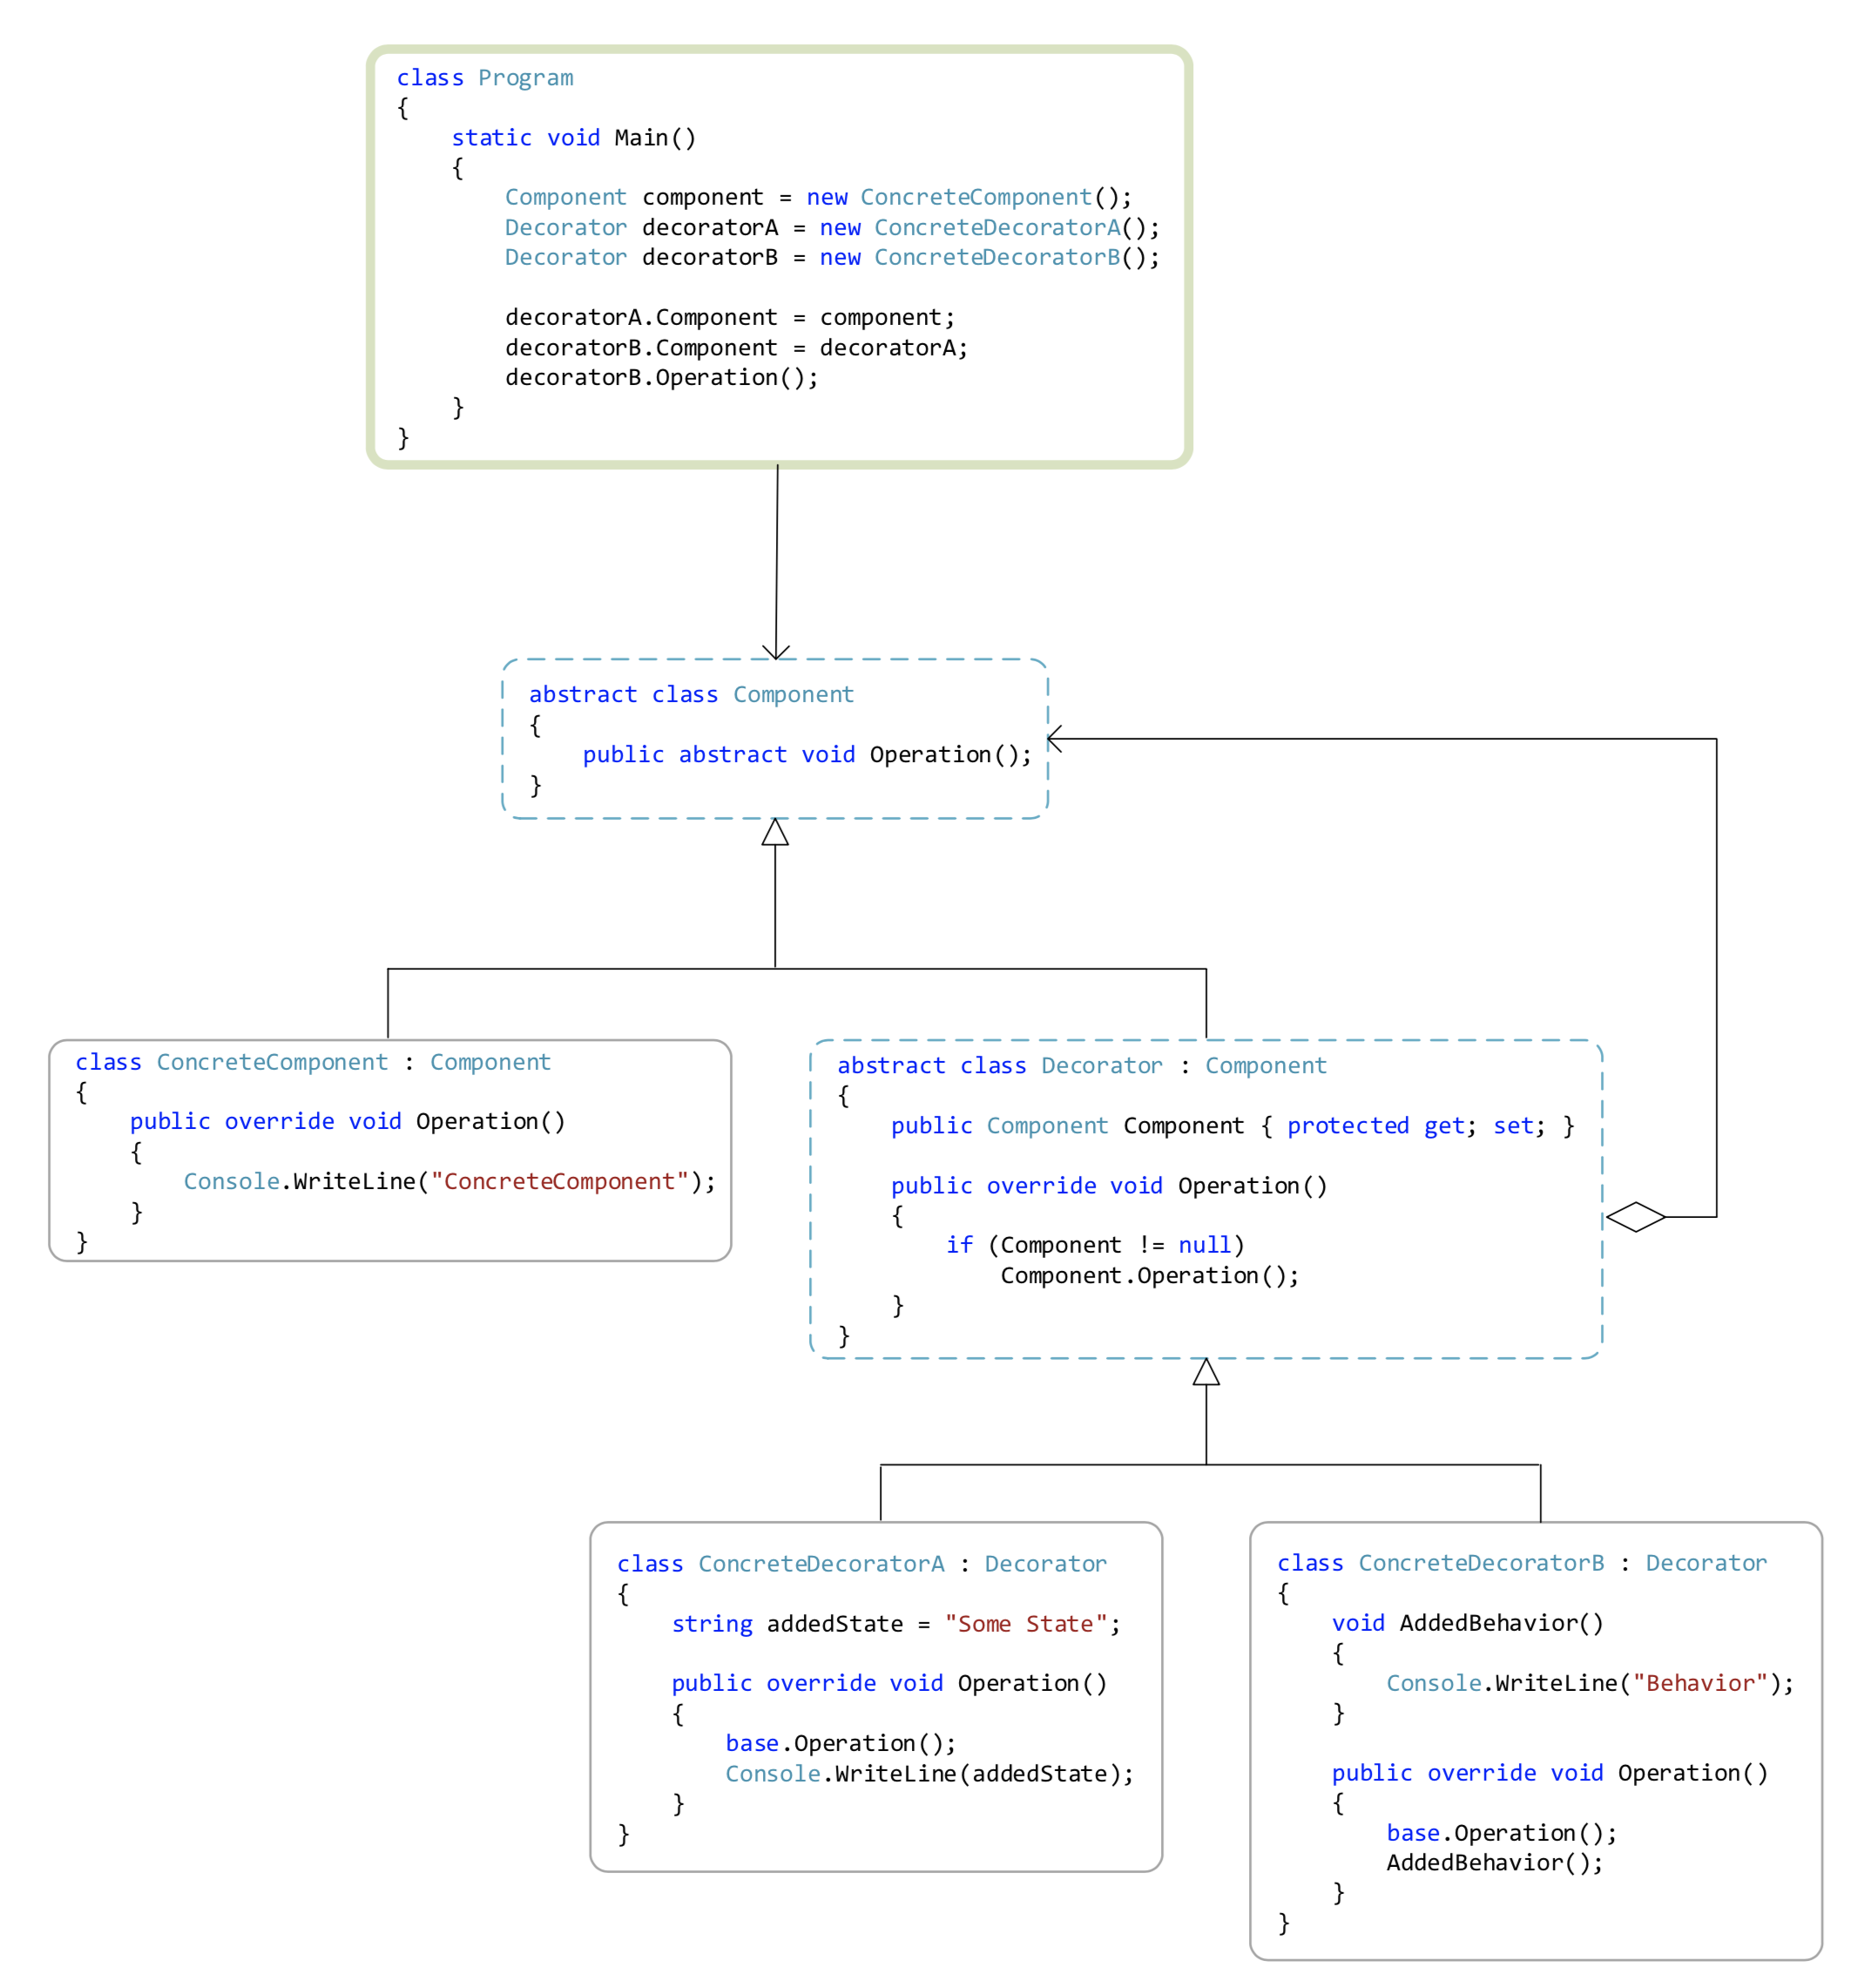 class Program
{
    static void Main()
    {
        Component component = new ConcreteComponent();
        Decorator decoratorA = new ConcreteDecoratorA();
        Decorator decoratorB = new ConcreteDecoratorB();

        decoratorA.Component = component;
        decoratorB.Component = decoratorA;
        decoratorB.Operation();
    }
}
abstract class Component
{
    public abstract void Operation();
}
class ConcreteComponent : Component
{
    public override void Operation()
    {
        Console.WriteLine("ConcreteComponent");
    }
}
abstract class Decorator : Component
{
    public Component Component { protected get; set; }

    public override void Operation()
    {
        if (Component != null)
            Component.Operation();
    }
}
class ConcreteDecoratorA : Decorator
{
    string addedState = "Some State";

    public override void Operation()
    {
        base.Operation();
        Console.WriteLine(addedState);
    }
}
class ConcreteDecoratorB : Decorator
{
    void AddedBehavior()
    {
        Console.WriteLine("Behavior");
    }

    public override void Operation()
    {
        base.Operation();
        AddedBehavior();
    }
}